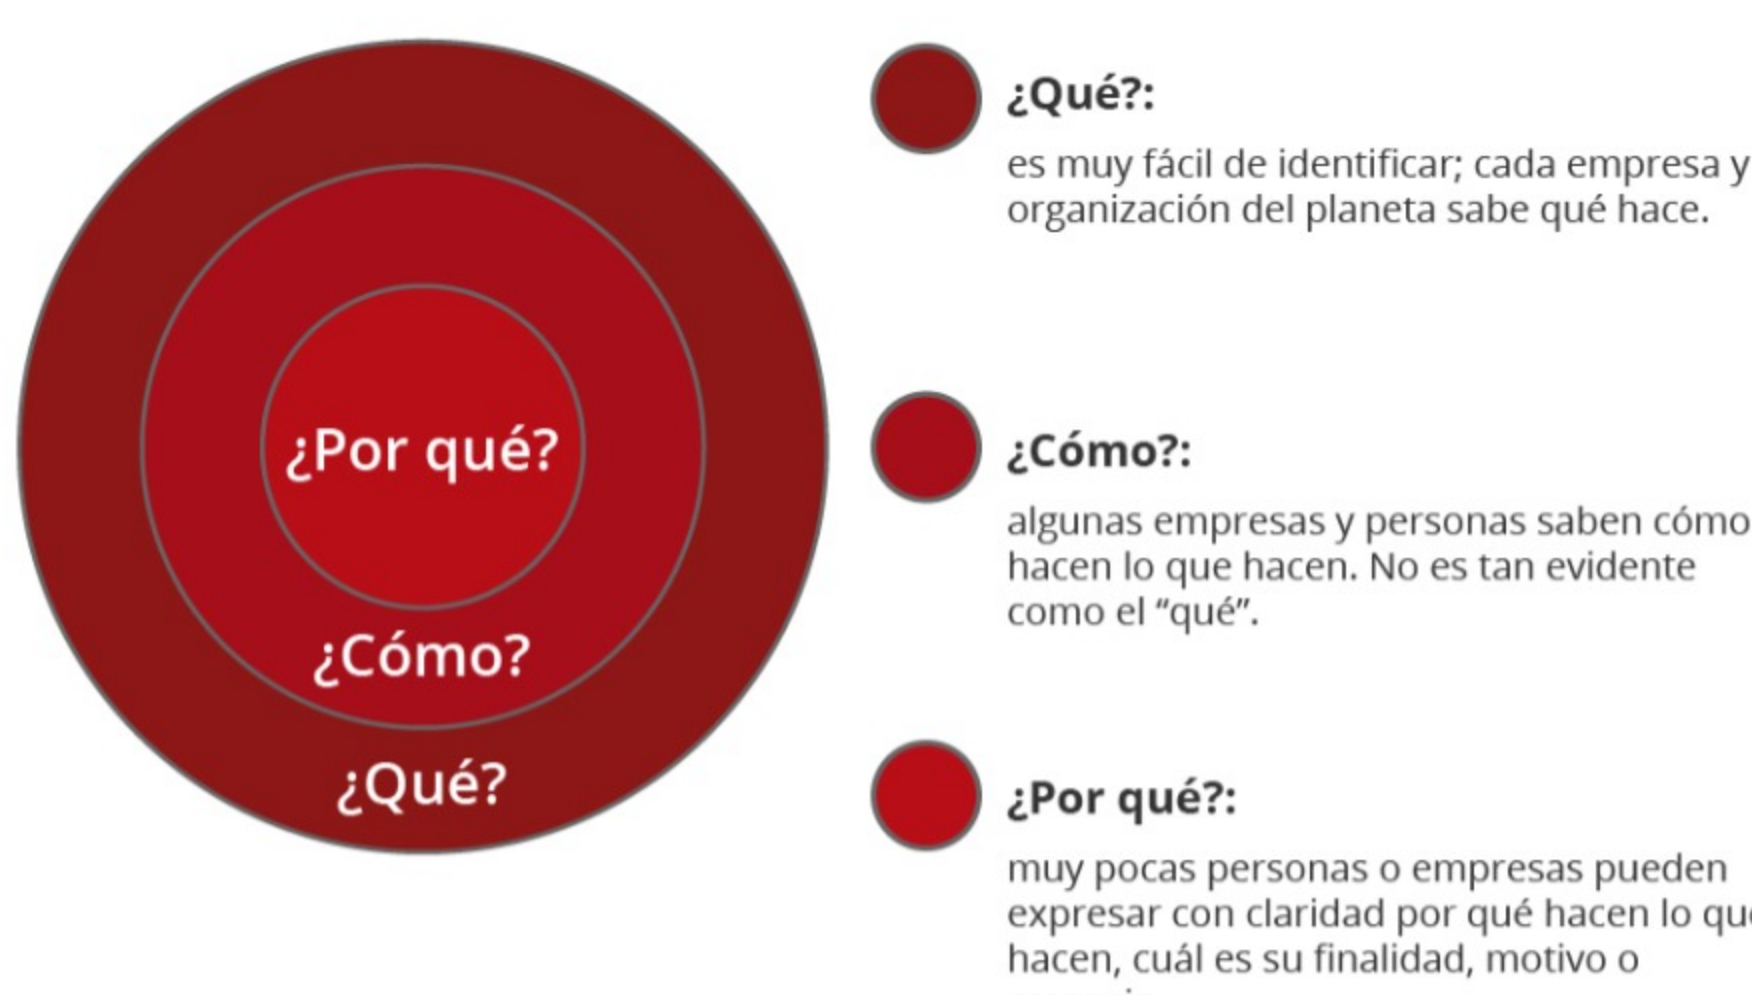 ¿Por qué?
¿Cómo?
¿Qué?
¿Qué?:
es muy fácil de identificar; cada empresa y
organización del planeta sabe qué hace.
¿Cómo?:
algunas empresas y personas saben cómo
hacen lo que hacen. No es tan evidente
como el “qué”.
¿Por qué?:
muy pocas personas o empresas pueden
expresar con claridad por qué hacen lo que
hacen, cuál es su finalidad, motivo o